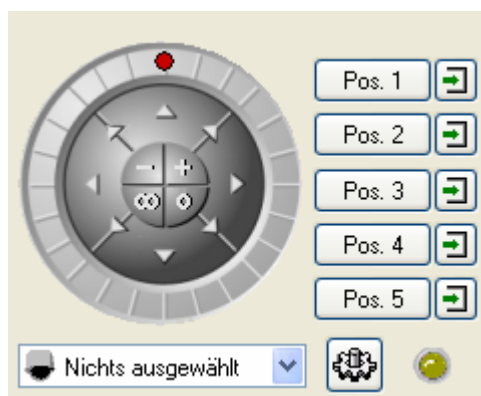 Pos. 1
Pos. 2
Pos. 3
Pos. 4
Pos. 5
Nichts ausgewählt